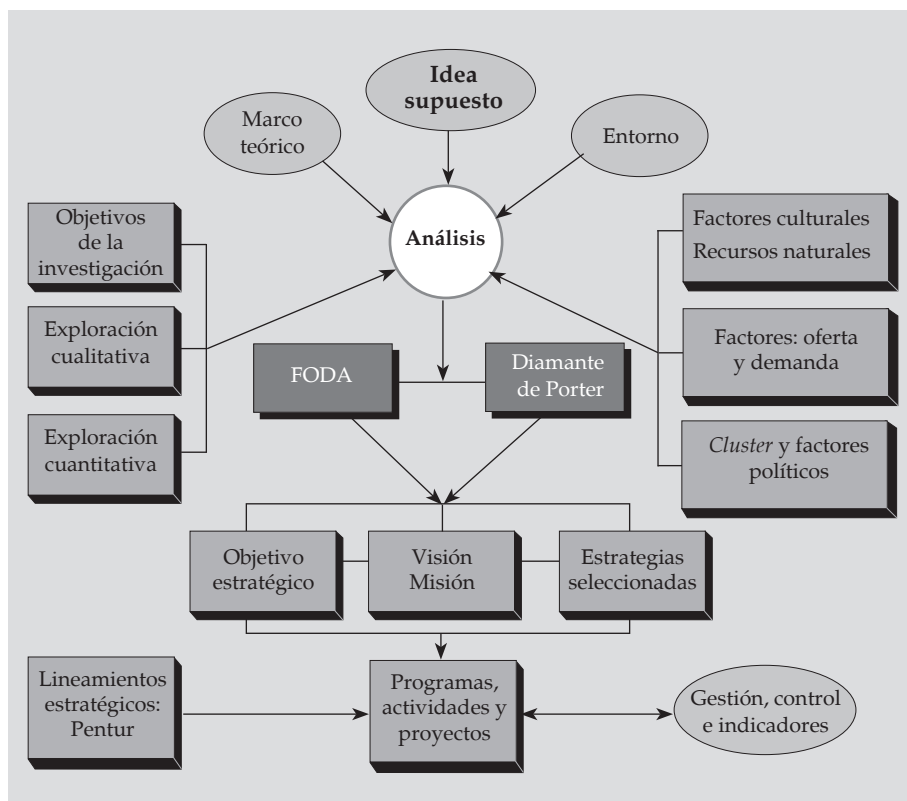 Idea
supuesto
Marco
teórico
Entorno
Análisis
Objetivos
de la
investigación
Exploración
cualitativa
Exploración
cuantitativa
Factores culturales
Recursos naturales
Factores: oferta
y demanda
Cluster y factores
políticos
FODA
Diamante
de Porter
Objetivo
estratégico
Visión
Misión
Estrategias
seleccionadas
Lineamientos
estratégicos:
Pentur
Programas,
actividades y
proyectos
Gestión, control
e indicadores